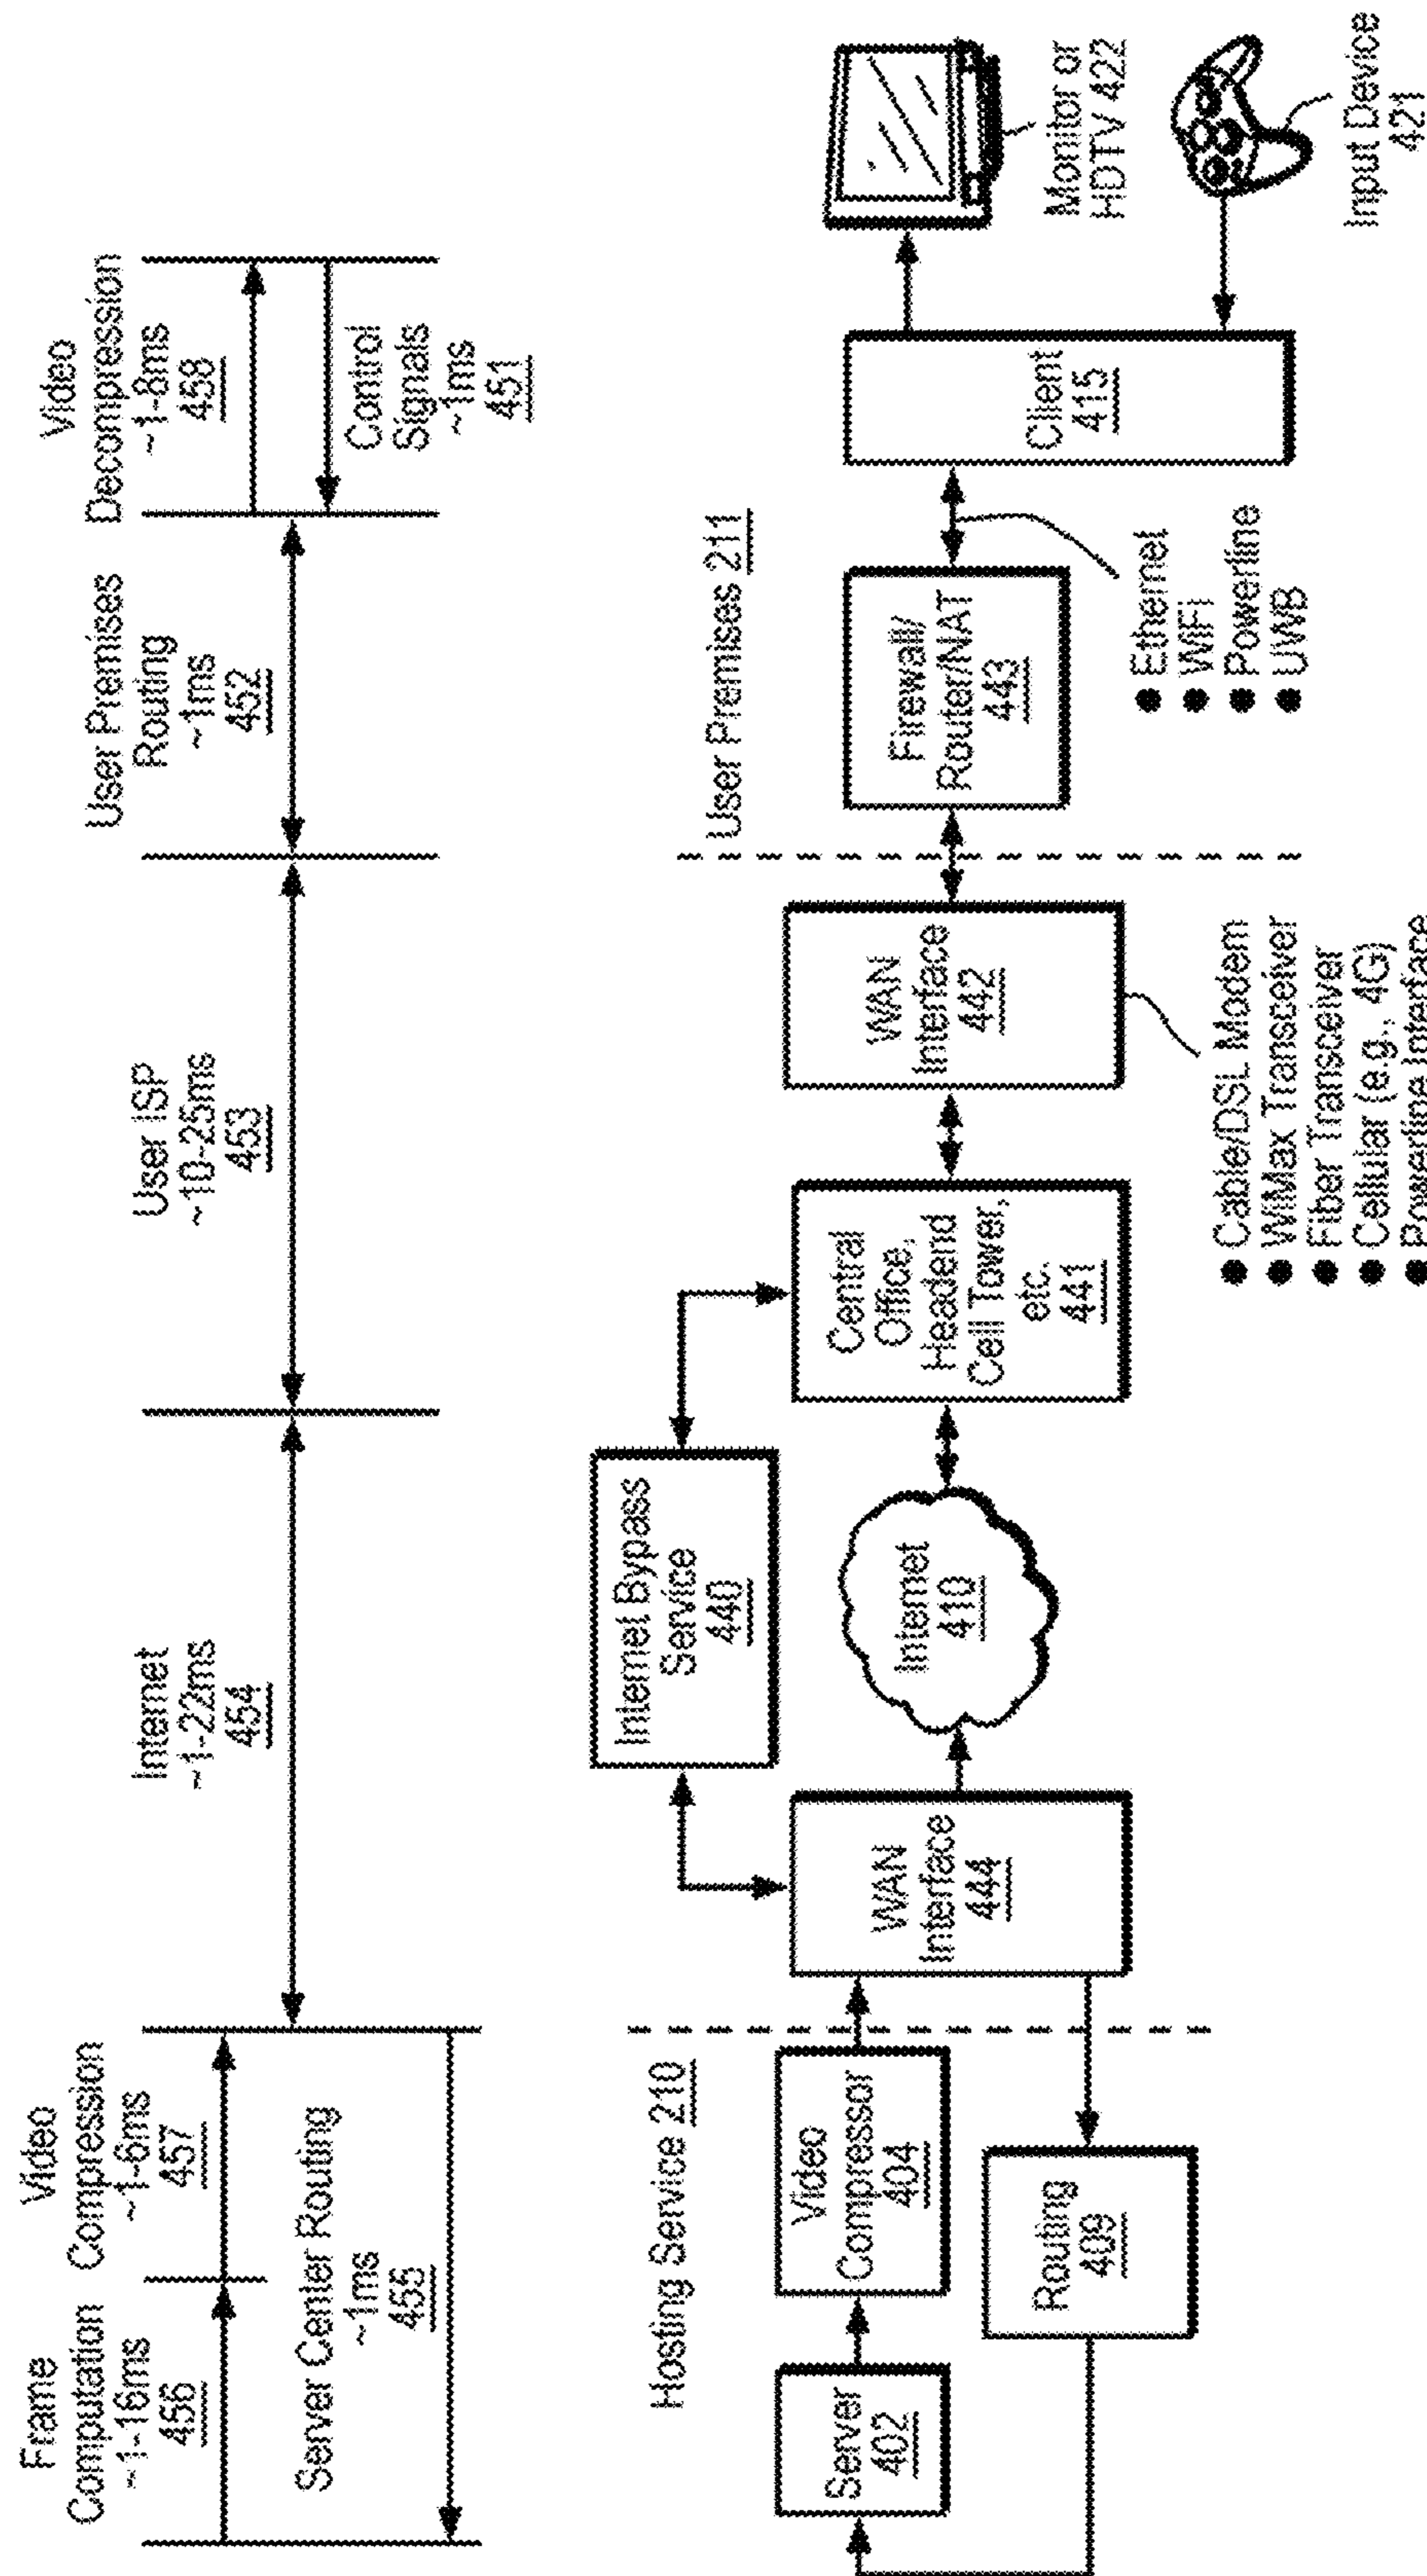 Frame
Computation
~1-16ms
456
Video
Compression
~1-6ms
457
Server Center Routing
~1ms
455
Internet
~1-22ms
454
User ISP
~10-25ms
453
User Premises
Routing
~1ms
452
Video
Decompression
~1-8ms
458
Control
Signals
~1ms
451
Hosting Service 210
Server
402
Video
Compressor
404
Routing
409
WAN
Interface
444
Internet Bypass
Service
440
Internet
410
Central
Office,
Headend
Cell Tower,
etc.
441
WAN
Interface
442
● Cable/DSL Modem
● WiMax Transceiver
● Fiber Transceiver
● Cellular (e.g., 4G)
● Powerline Interface
User Premises 211
Firewall/
Router/NAT
443
● Ethernet
● WiFi
● Powerline
● UWB
Client
415
Monitor or
HDTV 422
Input Device
421